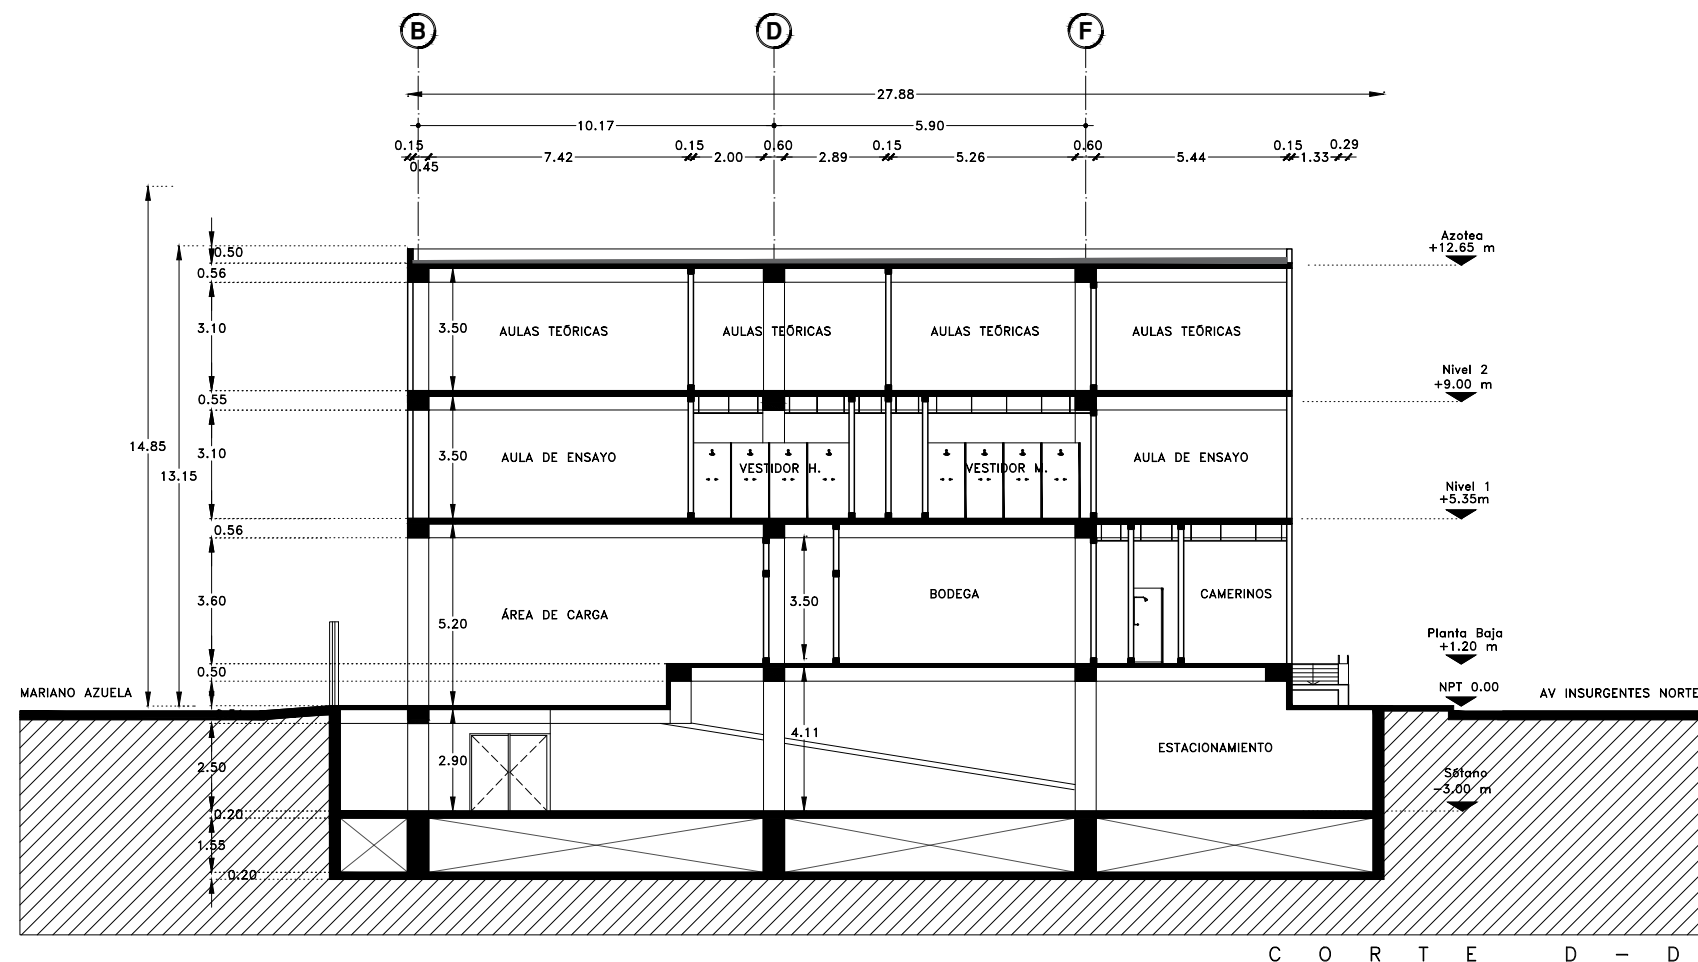 B D F
27.88
10.17 5.90
0.15 0.15 0.60 0.15 0.60 0.15 0.29
0.45 7.42 2.00 2.89 5.26 5.44 1.33
0.50
0.56
Azotea
+12.65 m
3.10 3.50
AULAS TEÓRICAS AULAS TEÓRICAS AULAS TEÓRICAS AULAS TEÓRICAS
Nivel 2
+9.00 m
0.55
14.85
13.15
3.10 3.50
AULA DE ENSAYO VESTIDOR H. VESTIDOR M. AULA DE ENSAYO
Nivel 1
+5.35m
0.56
3.60 3.50
BODEGA CAMERINOS
ÁREA DE CARGA
5.20
Planta Baja
+1.20 m
0.50
MARIANO AZUELA
NPT 0.00
AV INSURGENTES NORTE
4.11
ESTACIONAMIENTO
2.50 2.90
Sótano
-3.00 m
0.20
1.55
0.20
CORTE D-D